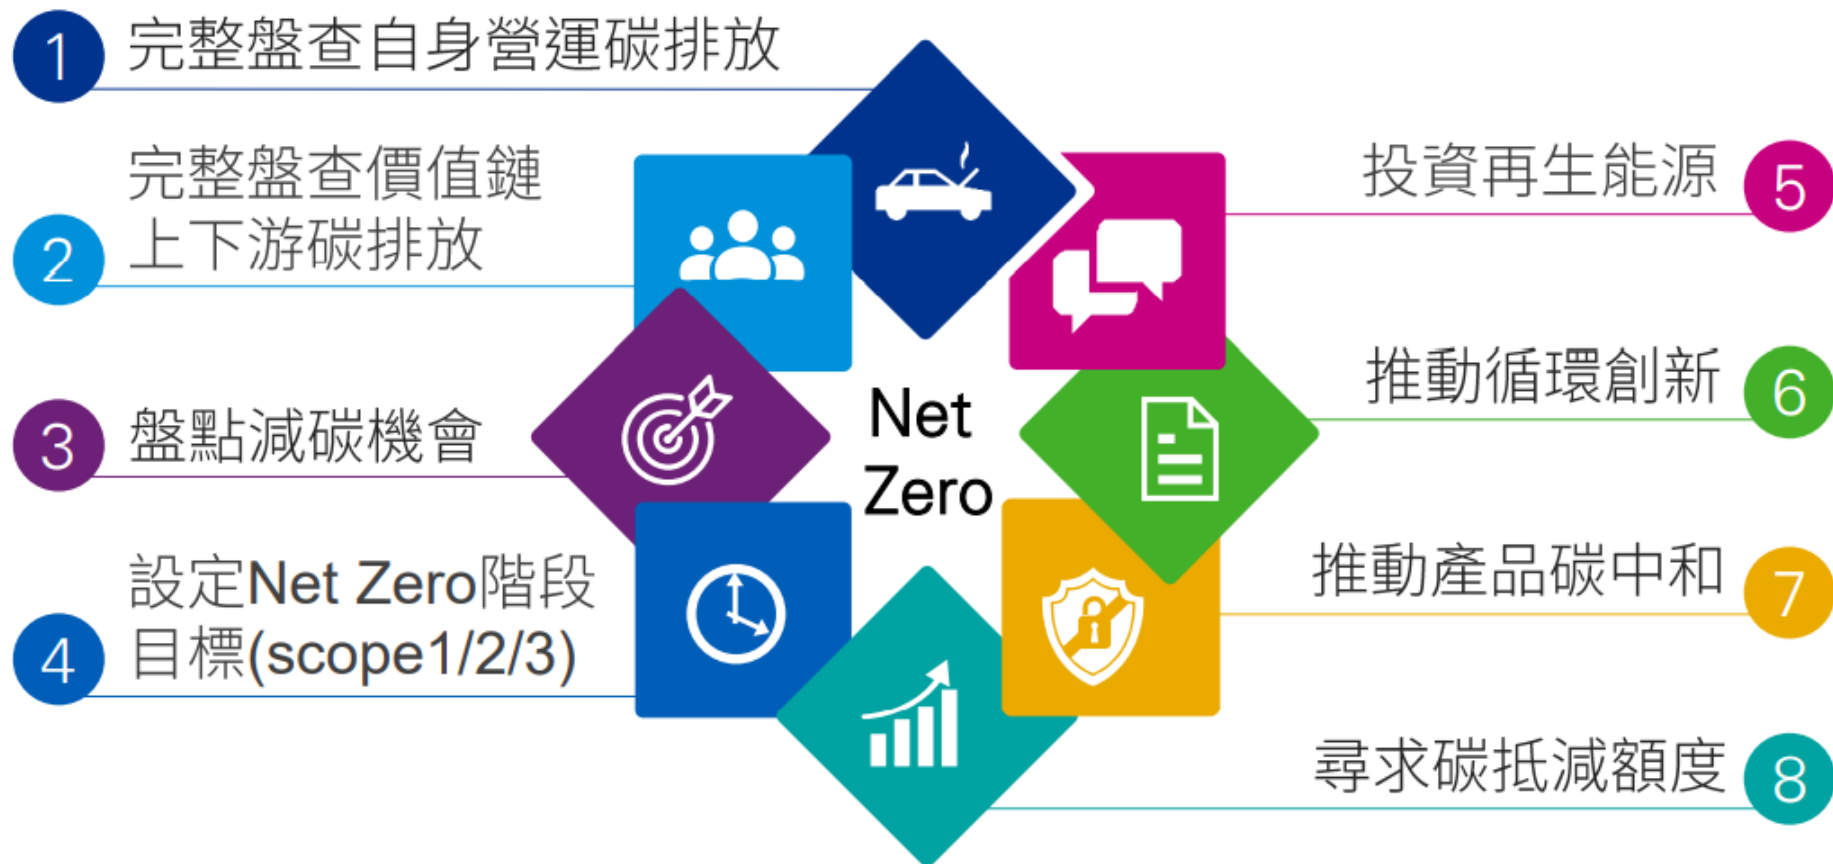 1
完整盤查自身營運碳排放
2
完整盤查價值鏈
上下游碳排放
3
盤點減碳機會
4
設定Net Zero階段
目標(scope1/2/3)
Net
Zero
投資再生能源
5
推動循環創新
6
推動產品碳中和
7
尋求碳抵減額度
8